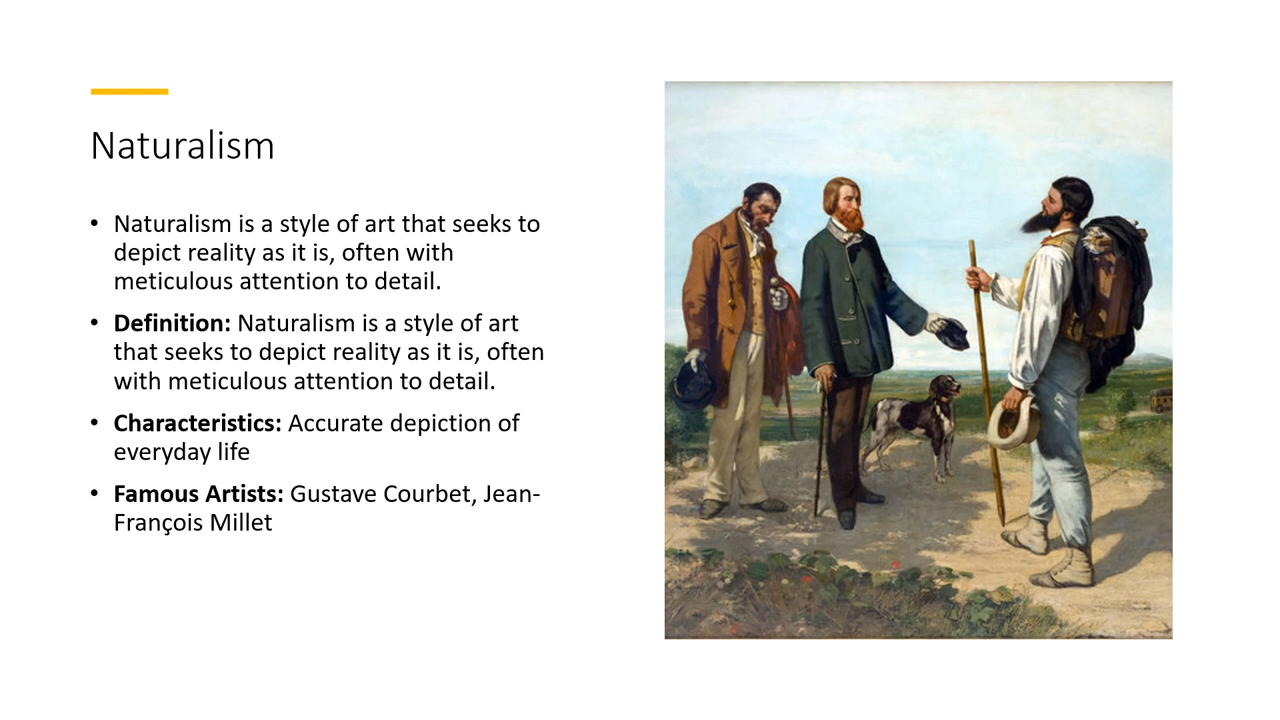 Naturalism
• Naturalism is a style of art that seeks to
depict reality as it is, often with
meticulous attention to detail.
• Definition: Naturalism is a style of art
that seeks to depict reality as it is, often
with meticulous attention to detail.
• Characteristics: Accurate depiction of
everyday life
• Famous Artists: Gustave Courbet, Jean-
François Millet